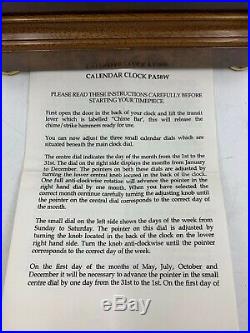 CALENDAR CLOCK PA58W
PLEASE READ THESE INSTRUCTIONS CAREFULLY BEFORE
STARTING YOUR TIMEPIECE
First open the door in the back of your clock and lift the transit
lever which is labelled "Chime Bar", this will release the
chime/strike hammers ready for use.
You can now adjust the three small calendar dials which are
situated beneath the main clock dial.
The centre dial indicates the day of the month from the 1st to the
31st. The dial on the right side displays the months from January
to December. The pointers on both these dials are adjusted by
turning the lower central knob located in the back of the clock.
One full anti-clockwise rotation will advance the pointer in the
right hand dial by one month. When you have selected the
correct month continue carefully turning the adjusting knob until
the pointer on the central dial corresponds to the correct day of
the month.
The small dial on the left side shows the days of the week from
Sunday to Saturday. The pointer on this dial is adjusted by
turning knob located in the back of the clock on the lower
right hand side. Turn the knob anti-clockwise until the pointer
corresponds to the correct day of the week.
On the first day of the months of May, July, October and
December it will be necessary to advance the pointer in the small
centre dial by one day from the 31st to the 1st. On the first day of